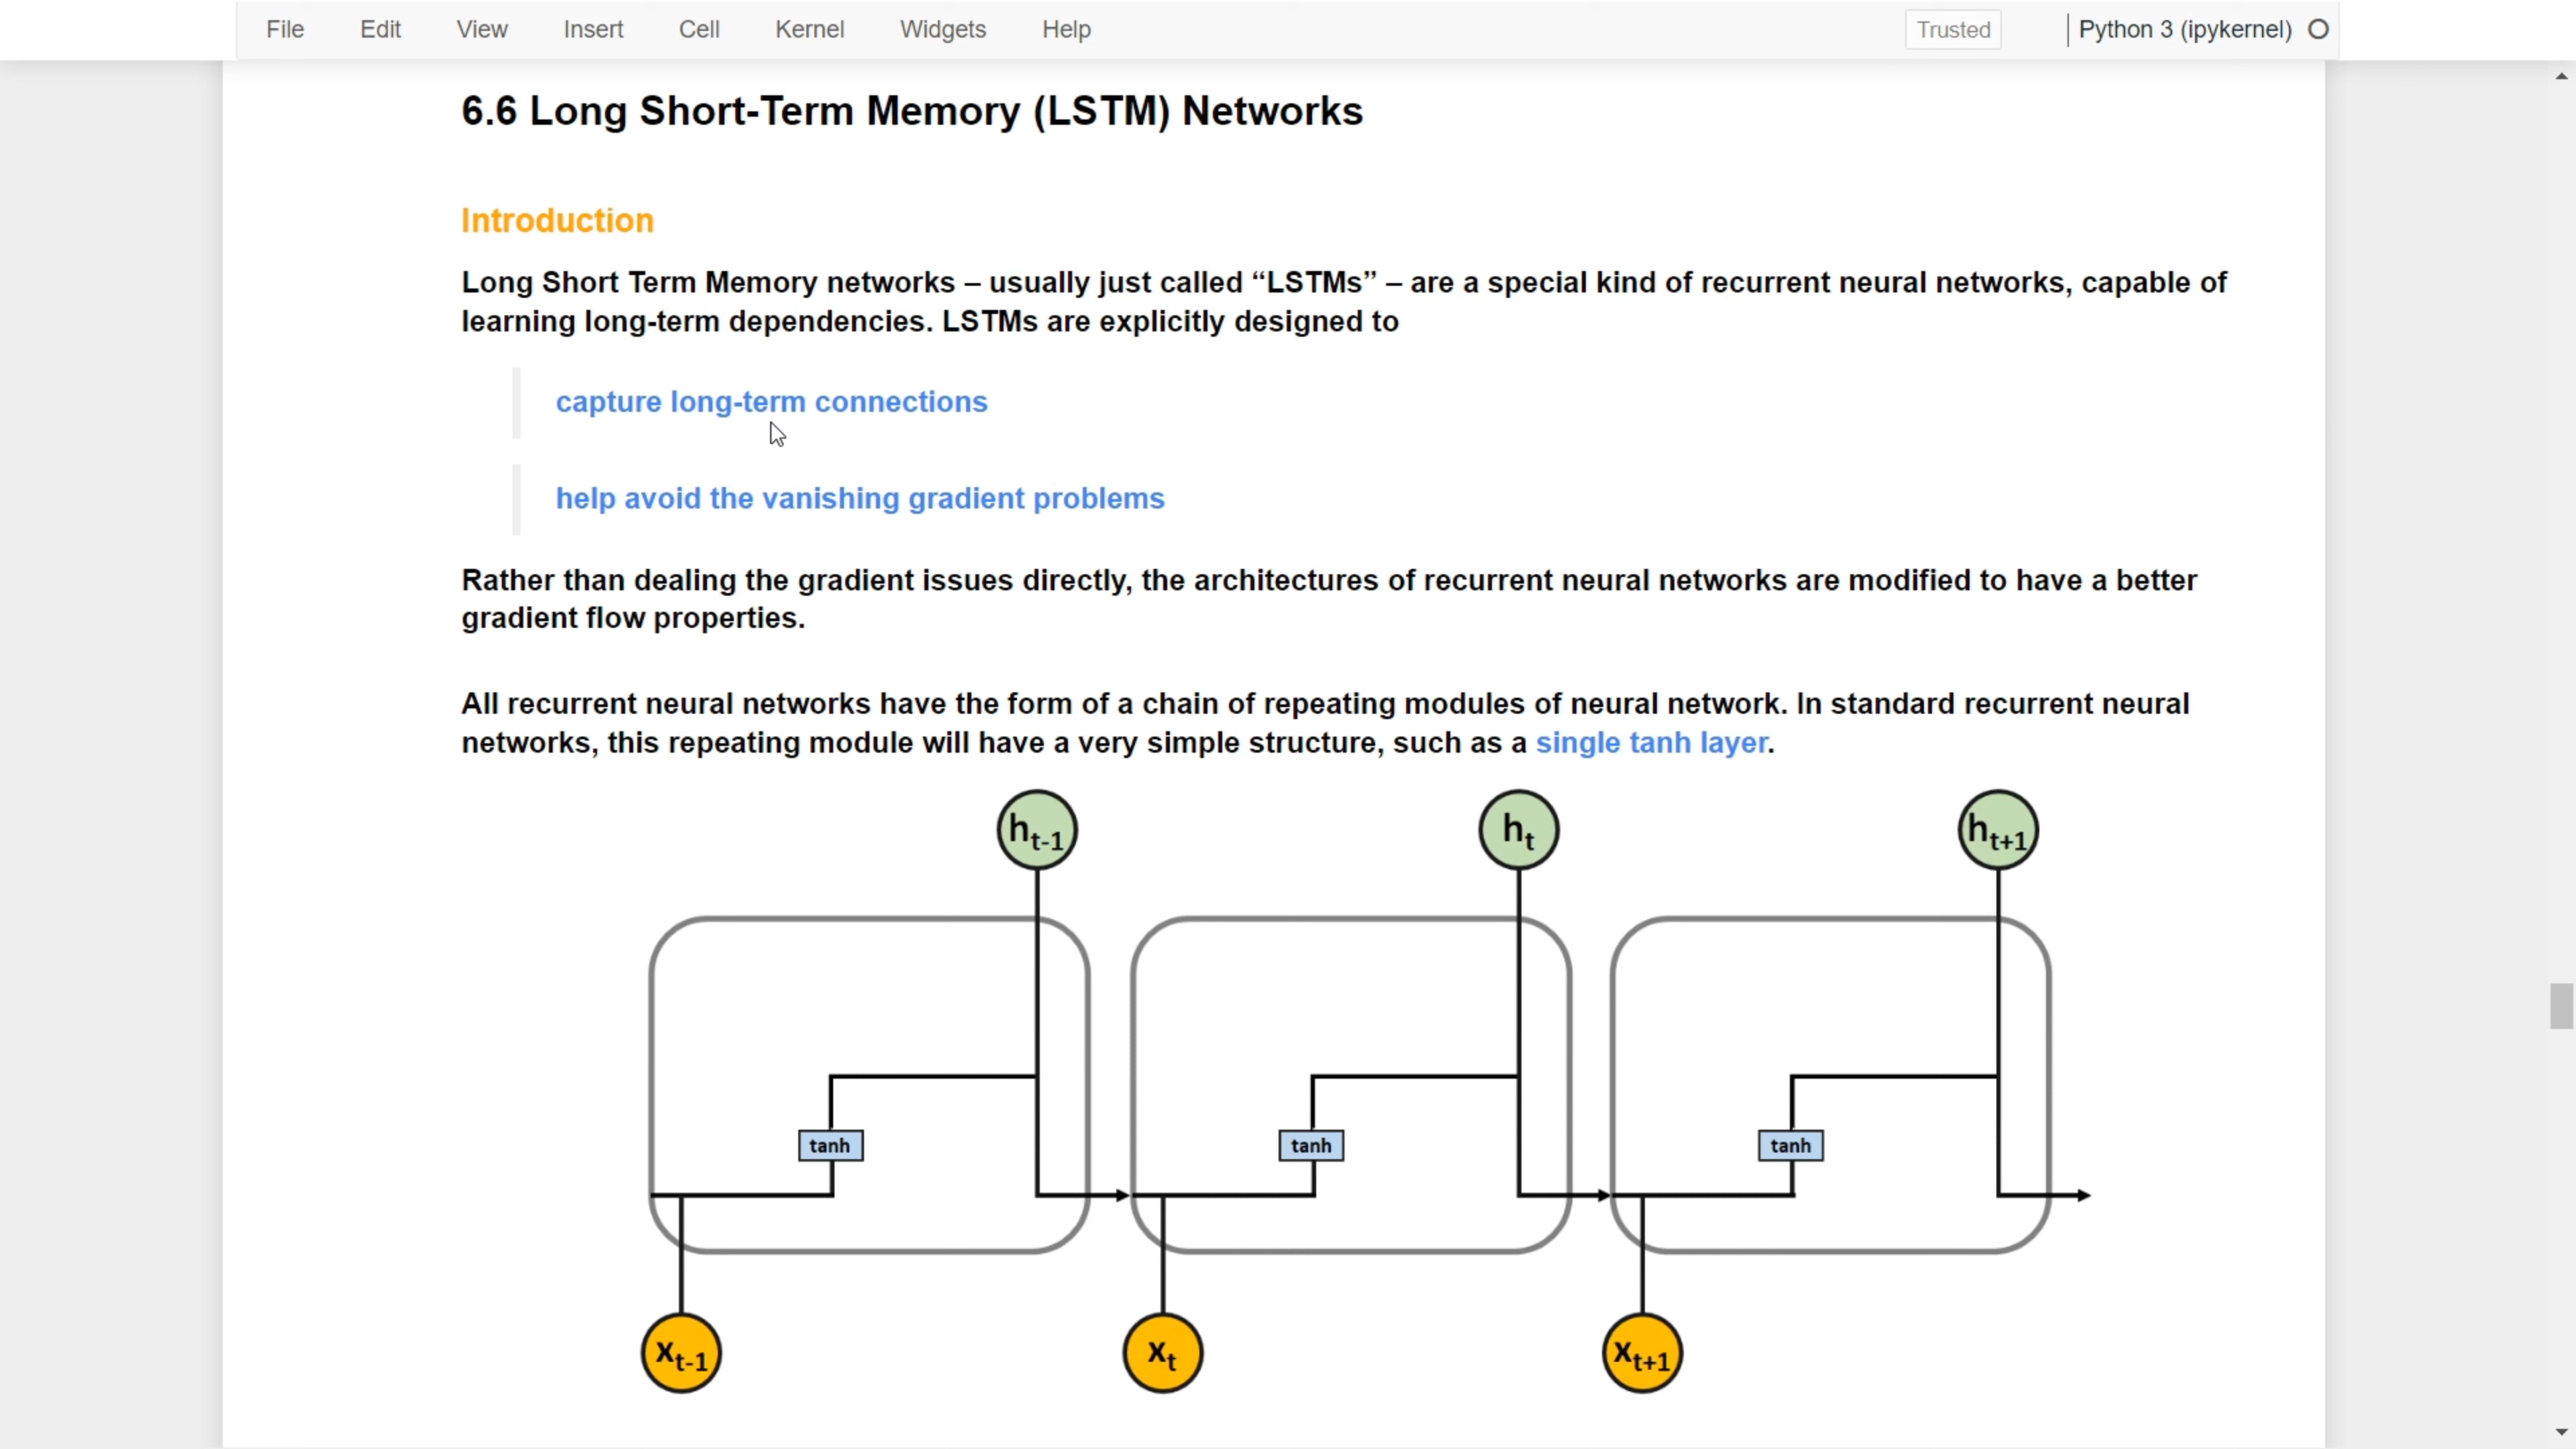 File Edit View Insert Cell Kernel Widgets Help Trusted Python 3 (ipykernel)
6.6 Long Short-Term Memory (LSTM) Networks
Introduction
Long Short Term Memory networks – usually just called “LSTMs” – are a special kind of recurrent neural networks, capable of
learning long-term dependencies. LSTMs are explicitly designed to
capture long-term connections
help avoid the vanishing gradient problems
Rather than dealing the gradient issues directly, the architectures of recurrent neural networks are modified to have a better
gradient flow properties.
All recurrent neural networks have the form of a chain of repeating modules of neural network. In standard recurrent neural
networks, this repeating module will have a very simple structure, such as a single tanh layer.
h_{t-1} h_t h_{t+1}
tanh tanh tanh
x_{t-1} x_t x_{t+1}